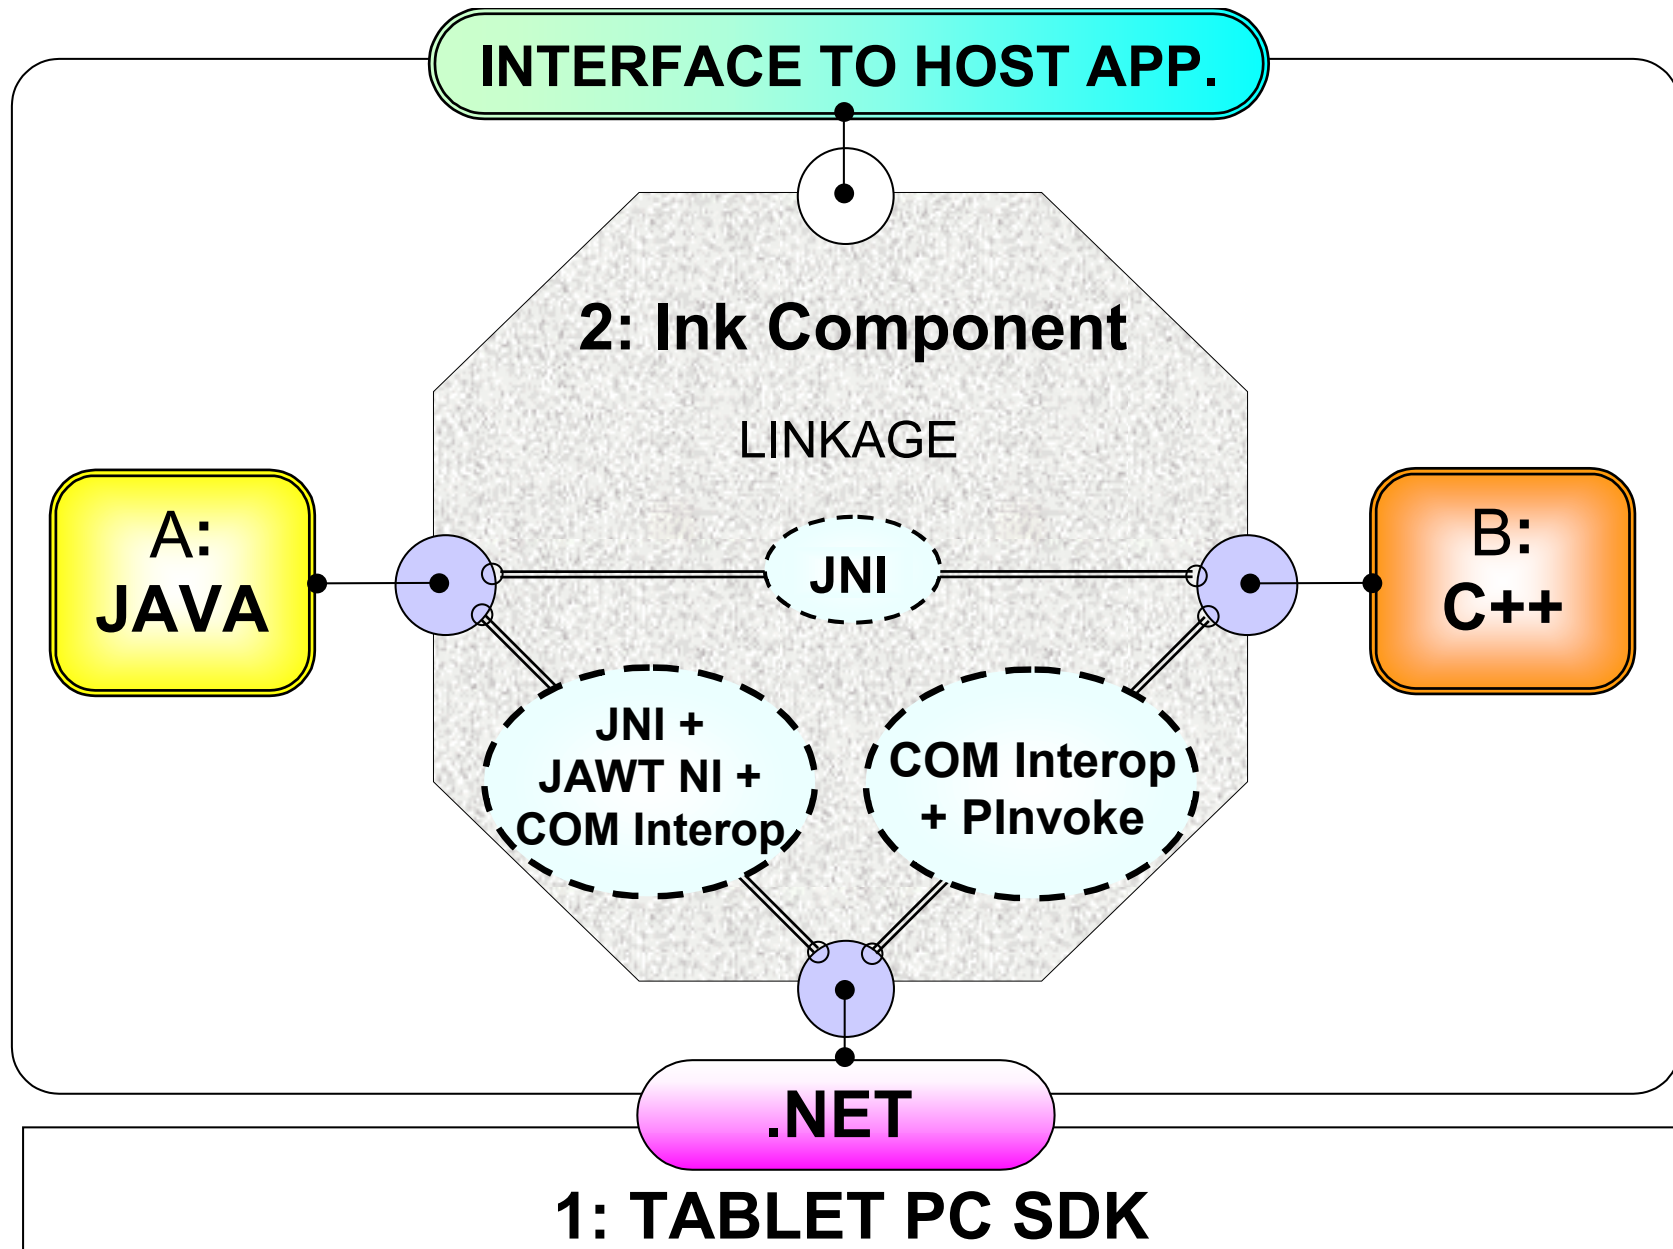 INTERFACE TO HOST APP.
2: Ink Component
LINKAGE
A:
JAVA
JNI
B:
C++
JNI +
JAWT NI +
COM Interop
COM Interop
+ PInvoke
.NET
1: TABLET PC SDK